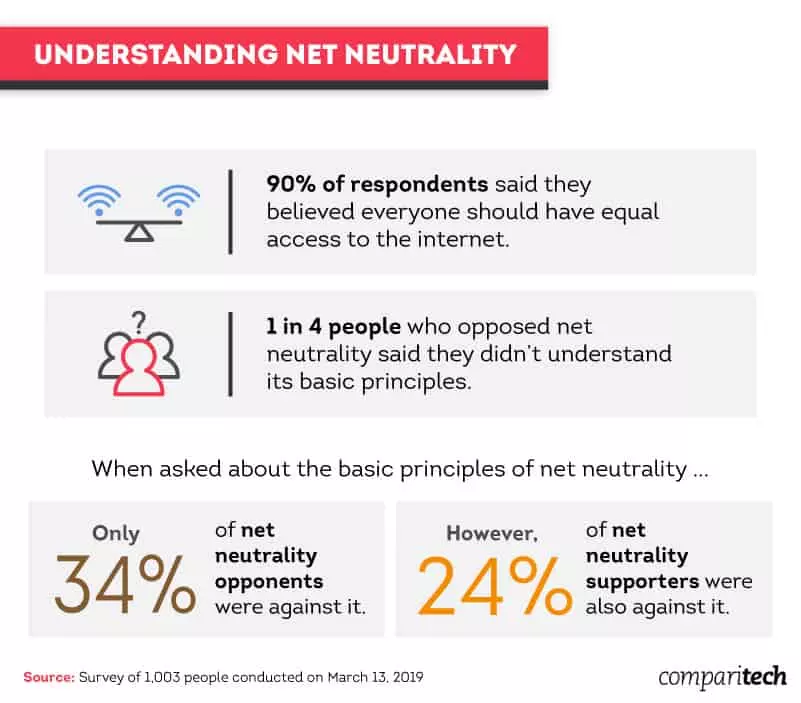 UNDERSTANDING NET NEUTRALITY
90% of respondents said they
believed everyone should have equal
access to the internet.
?
1 in 4 people who opposed net
neutrality said they didn't understand
its basic principles.
When asked about the basic principles of net neutrality ...
Only
34%
of net
neutrality
opponents
were against it.
However,
24%
of net
neutrality
supporters were
also against it.
Source: Survey of 1,003 people conducted on March 13, 2019
comparitech